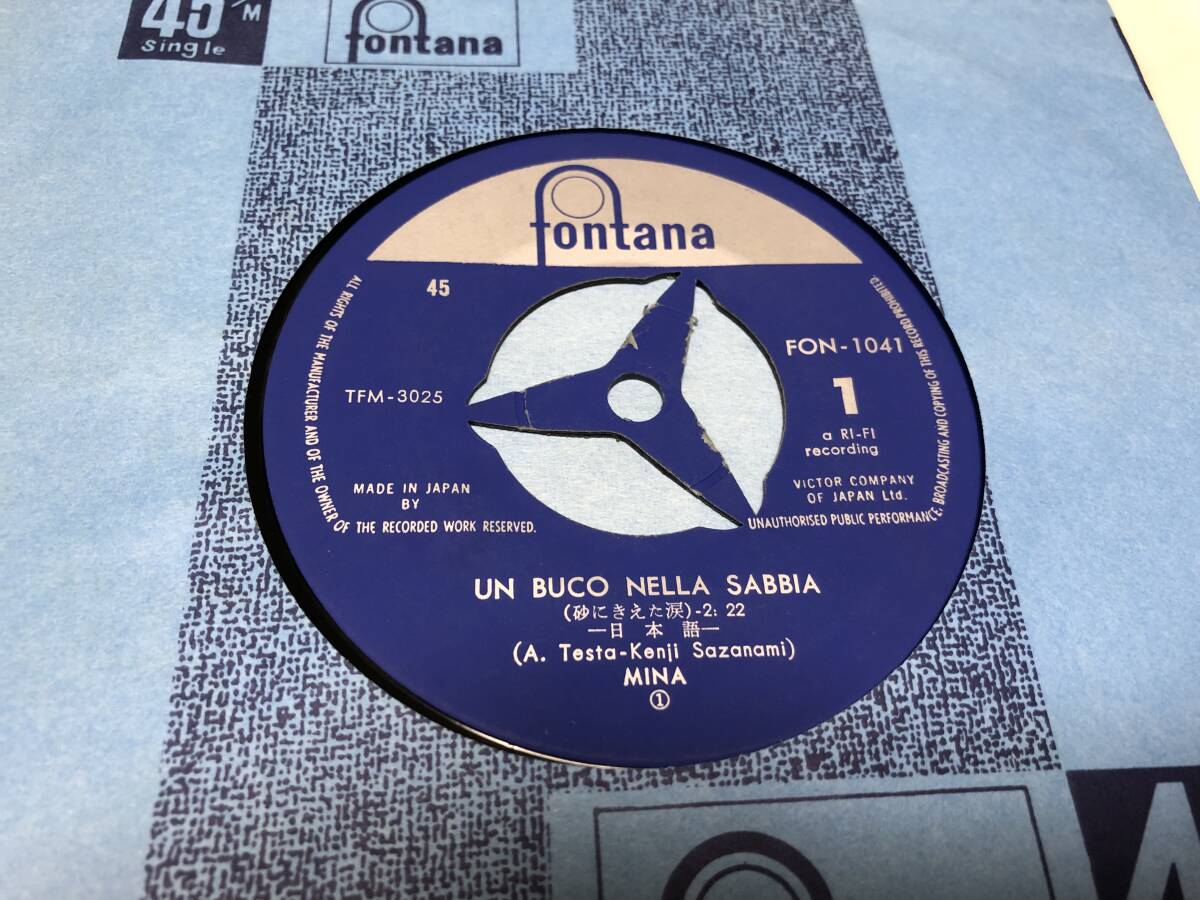 45 /M
single
fontana
fontana
45
FON-1041
TFM-3025
1
a RI-FI
recording
MADE IN JAPAN
BY
VICTOR COMPANY
OF JAPAN Ltd.
ALL RIGHTS OF THE MANUFACTURER AND OF THE OWNER OF THE RECORDED WORK RESERVED.
UNAUTHORISED PUBLIC PERFORMANCE, BROADCASTING AND COPYING OF THIS RECORD PROHIBITED.
UN BUCO NELLA SABBIA
(砂にきえた涙)-2: 22
—日 本 語—
(A. Testa-Kenji Sazanami)
MINA
①